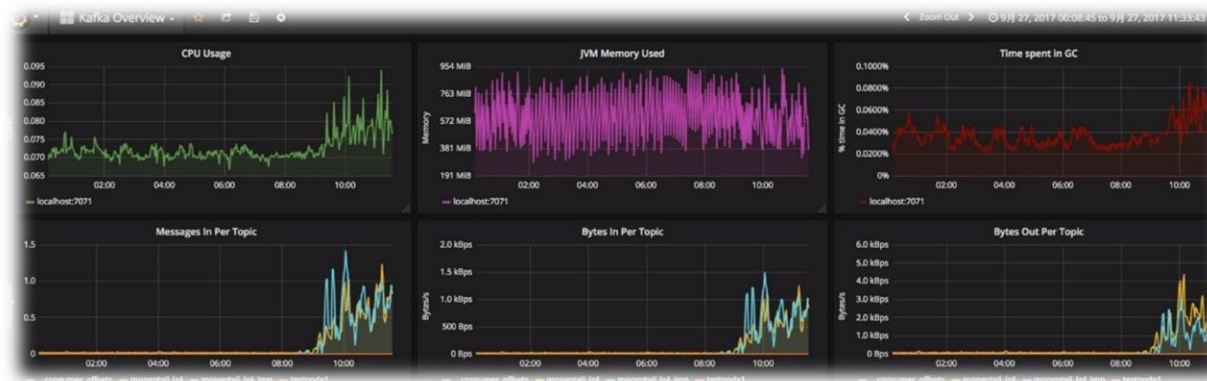 Kafka Overview
Zoom Out
9月 27, 2017 00:08:45 to 9月 27, 2017 11:33:43
CPU Usage
0.095
0.090
0.085
0.080
0.075
0.070
0.065
02:00 04:00 06:00 08:00 10:00
localhost:7071
JVM Memory Used
Memory
954 MiB
763 MiB
572 MiB
381 MiB
191 MiB
02:00 04:00 06:00 08:00 10:00
localhost:7071
Time spent in GC
% time in GC
0.1000%
0.0800%
0.0600%
0.0400%
0.0200%
0%
02:00 04:00 06:00 08:00 10:00
localhost:7071
Messages In Per Topic
1.5
1.0
0.5
0
02:00 04:00 06:00 08:00 10:00
Bytes In Per Topic
Bytes/s
2.0 kBps
1.5 kBps
1.0 kBps
500 Bps
0 Bps
02:00 04:00 06:00 08:00 10:00
Bytes Out Per Topic
Bytes/s
6.0 kBps
5.0 kBps
4.0 kBps
3.0 kBps
2.0 kBps
1.0 kBps
0 Bps
02:00 04:00 06:00 08:00 10:00